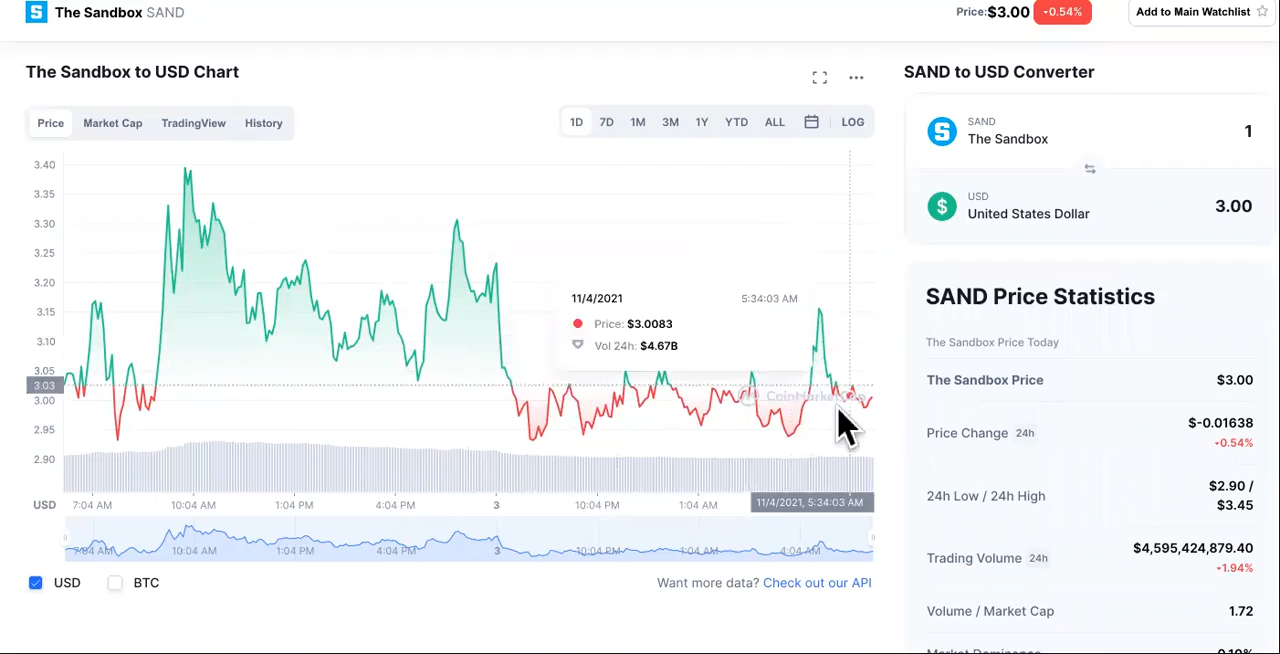 The Sandbox SAND
Price:$3.00 -0.54% Add to Main Watchlist
The Sandbox to USD Chart
Price Market Cap TradingView History
1D 7D 1M 3M 1Y YTD ALL LOG
3.40
3.35
3.30
3.25
3.20
3.15
3.10
3.05
3.03
3.00
2.95
2.90
11/4/2021 5:34:03 AM
Price: $3.0083
Vol 24h: $4.67B
USD 7:04 AM 10:04 AM 1:04 PM 4:04 PM 3 10:04 PM 1:04 AM 11/4/2021, 5:34:03 AM
7:04 AM 10:04 AM 1:04 PM 4:04 PM 3 10:04 PM 1:04 AM 4:04 AM
USD BTC
Want more data? Check out our API
SAND to USD Converter
SAND
The Sandbox 1
USD
United States Dollar 3.00
SAND Price Statistics
The Sandbox Price Today
The Sandbox Price $3.00
Price Change 24h $-0.01638
-0.54%
24h Low / 24h High $2.90 /
$3.45
Trading Volume 24h $4,595,424,879.40
-1.94%
Volume / Market Cap 1.72
Market Dominance 0.10%